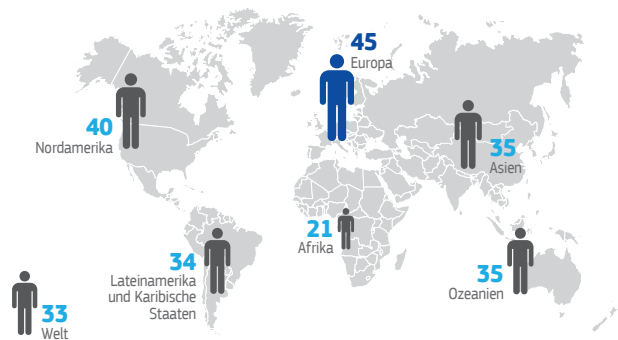 45
Europa
40
Nordamerika
35
Asien
21
Afrika
34
Lateinamerika
und Karibische
Staaten
35
Ozeanien
33
Welt